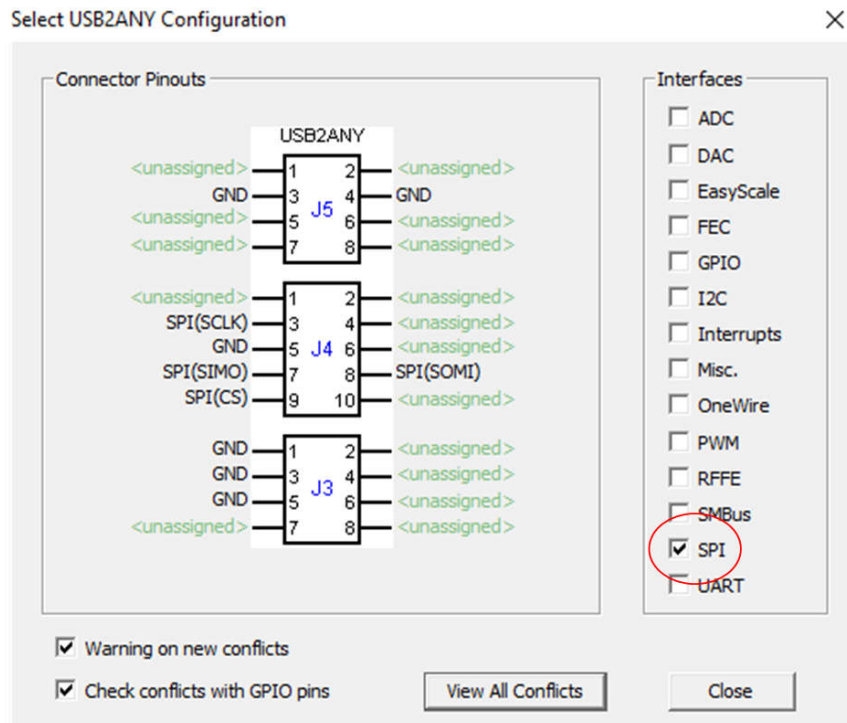 Select USB2ANY Configuration
Connector Pinouts
USB2ANY
<unassigned> 1 2 <unassigned>
GND 3 4 GND
J5
<unassigned> 5 6 <unassigned>
<unassigned> 7 8 <unassigned>
<unassigned> 1 2 <unassigned>
SPI(SCLK) 3 4 <unassigned>
GND 5 J4 6 <unassigned>
SPI(SIMO) 7 8 SPI(SOMI)
SPI(CS) 9 10 <unassigned>
GND 1 2 <unassigned>
GND 3 4 <unassigned>
J3
GND 5 6 <unassigned>
<unassigned> 7 8 <unassigned>
Interfaces
ADC
DAC
EasyScale
FEC
GPIO
I2C
Interrupts
Misc.
OneWire
PWM
RFFE
SMBus
SPI
UART
Warning on new conflicts
Check conflicts with GPIO pins
View All Conflicts
Close